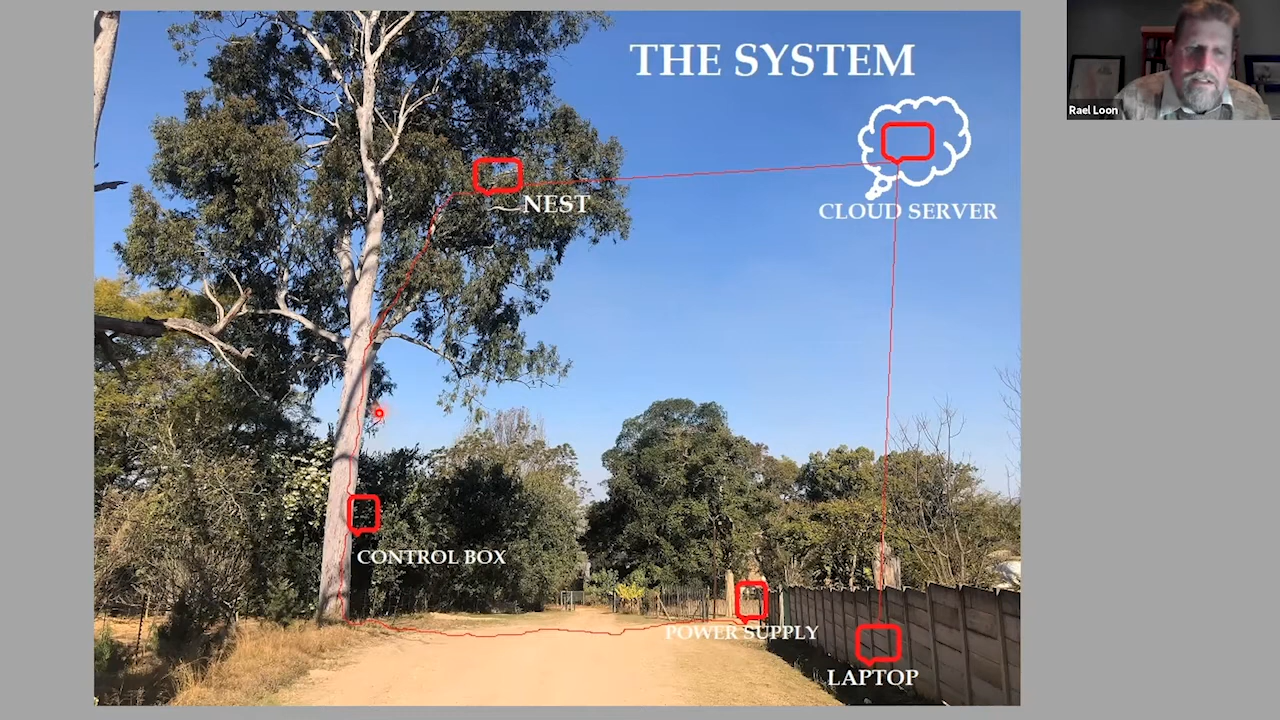 THE SYSTEM
Rael Loon
NEST
CLOUD SERVER
CONTROL BOX
POWER SUPPLY
LAPTOP